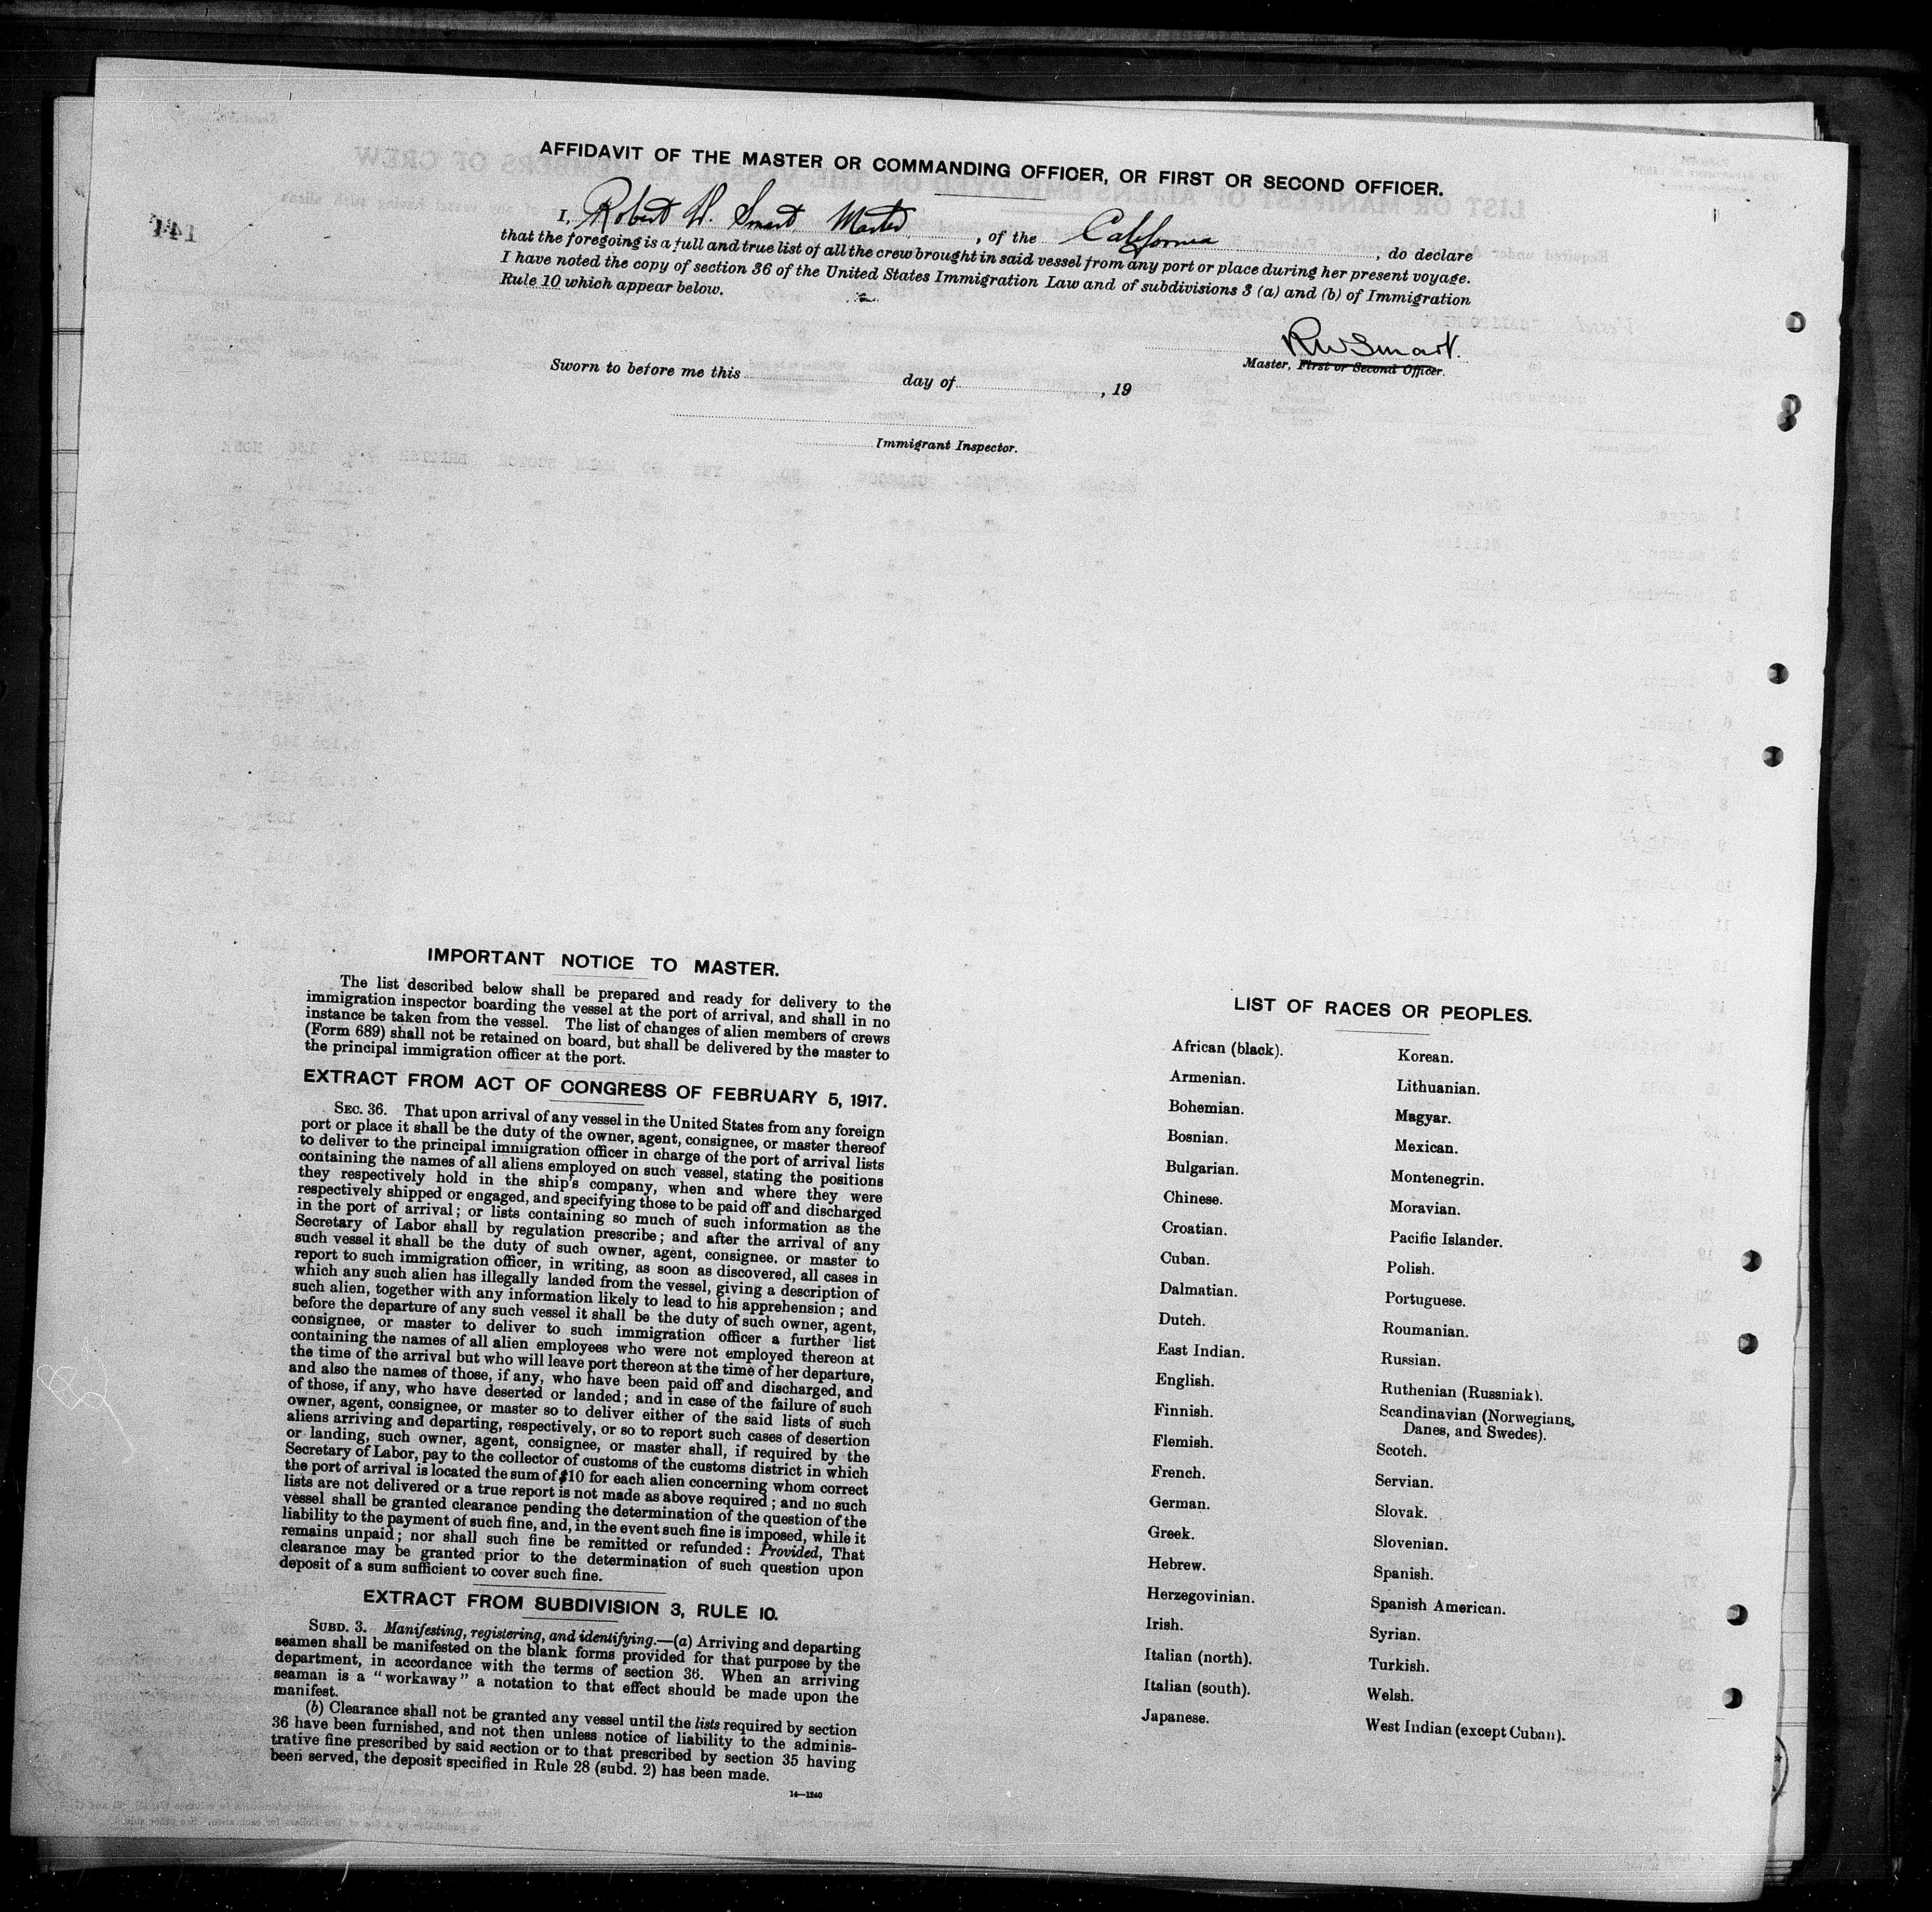 AFFIDAVIT OF THE MASTER OR COMMANDING OFFICER, OR FIRST OR SECOND OFFICER.
I, Robert W. Smart Master, of the California, do declare
that the foregoing is a full and true list of all the crew brought in said vessel from any port or place during her present voyage.
I have noted the copy of section 36 of the United States Immigration Law and of subdivisions 3 (a) and (b) of Immigration
Rule 10 which appear below.
RWSmart.
Master, First or Second Officer.
Sworn to before me this day of , 19
Immigrant Inspector.
IMPORTANT NOTICE TO MASTER.
The list described below shall be prepared and ready for delivery to the
immigration inspector boarding the vessel at the port of arrival, and shall in no
instance be taken from the vessel. The list of changes of alien members of crews
(Form 689) shall not be retained on board, but shall be delivered by the master to
the principal immigration officer at the port.
EXTRACT FROM ACT OF CONGRESS OF FEBRUARY 5, 1917.
SEC. 36. That upon arrival of any vessel in the United States from any foreign
port or place it shall be the duty of the owner, agent, consignee, or master thereof
to deliver to the principal immigration officer in charge of the port of arrival lists
containing the names of all aliens employed on such vessel, stating the positions
they respectively hold in the ship's company, when and where they were
respectively shipped or engaged, and specifying those to be paid off and discharged
in the port of arrival; or lists containing so much of such information as the
Secretary of Labor shall by regulation prescribe; and after the arrival of any
such vessel it shall be the duty of such owner, agent, consignee, or master to
report to such immigration officer, in writing, as soon as discovered, all cases in
which any such alien has illegally landed from the vessel, giving a description of
such alien, together with any information likely to lead to his apprehension; and
before the departure of any such vessel it shall be the duty of such owner, agent,
consignee, or master to deliver to such immigration officer a further list
containing the names of all alien employees who were not employed thereon at
the time of the arrival but who will leave port thereon at the time of her departure,
and also the names of those, if any, who have been paid off and discharged, and
of those, if any, who have deserted or landed; and in case of the failure of such
owner, agent, consignee, or master so to deliver either of the said lists of such
aliens arriving and departing, respectively, or so to report such cases of desertion
or landing, such owner, agent, consignee, or master shall, if required by the
Secretary of Labor, pay to the collector of customs of the customs district in which
the port of arrival is located the sum of $10 for each alien concerning whom correct
lists are not delivered or a true report is not made as above required; and no such
vessel shall be granted clearance pending the determination of the question of the
liability to the payment of such fine, and, in the event such fine is imposed, while it
remains unpaid; nor shall such fine be remitted or refunded: Provided, That
clearance may be granted prior to the determination of such question upon
deposit of a sum sufficient to cover such fine.
EXTRACT FROM SUBDIVISION 3, RULE 10.
SUBD. 3. Manifesting, registering, and identifying.—(a) Arriving and departing
seamen shall be manifested on the blank forms provided for that purpose by the
department, in accordance with the terms of section 36. When an arriving
seaman is a "workaway" a notation to that effect should be made upon the
manifest.
(b) Clearance shall not be granted any vessel until the lists required by section
36 have been furnished, and not then unless notice of liability to the adminis-
trative fine prescribed by said section or to that prescribed by section 35 having
been served, the deposit specified in Rule 28 (subd. 2) has been made.
14—1240
LIST OF RACES OR PEOPLES.
African (black).
Armenian.
Bohemian.
Bosnian.
Bulgarian.
Chinese.
Croatian.
Cuban.
Dalmatian.
Dutch.
East Indian.
English.
Finnish.
Flemish.
French.
German.
Greek.
Hebrew.
Herzegovinian.
Irish.
Italian (north).
Italian (south).
Japanese.
Korean.
Lithuanian.
Magyar.
Mexican.
Montenegrin.
Moravian.
Pacific Islander.
Polish.
Portuguese.
Roumanian.
Russian.
Ruthenian (Russniak).
Scandinavian (Norwegians,
Danes, and Swedes).
Scotch.
Servian.
Slovak.
Slovenian.
Spanish.
Spanish American.
Syrian.
Turkish.
Welsh.
West Indian (except Cuban).